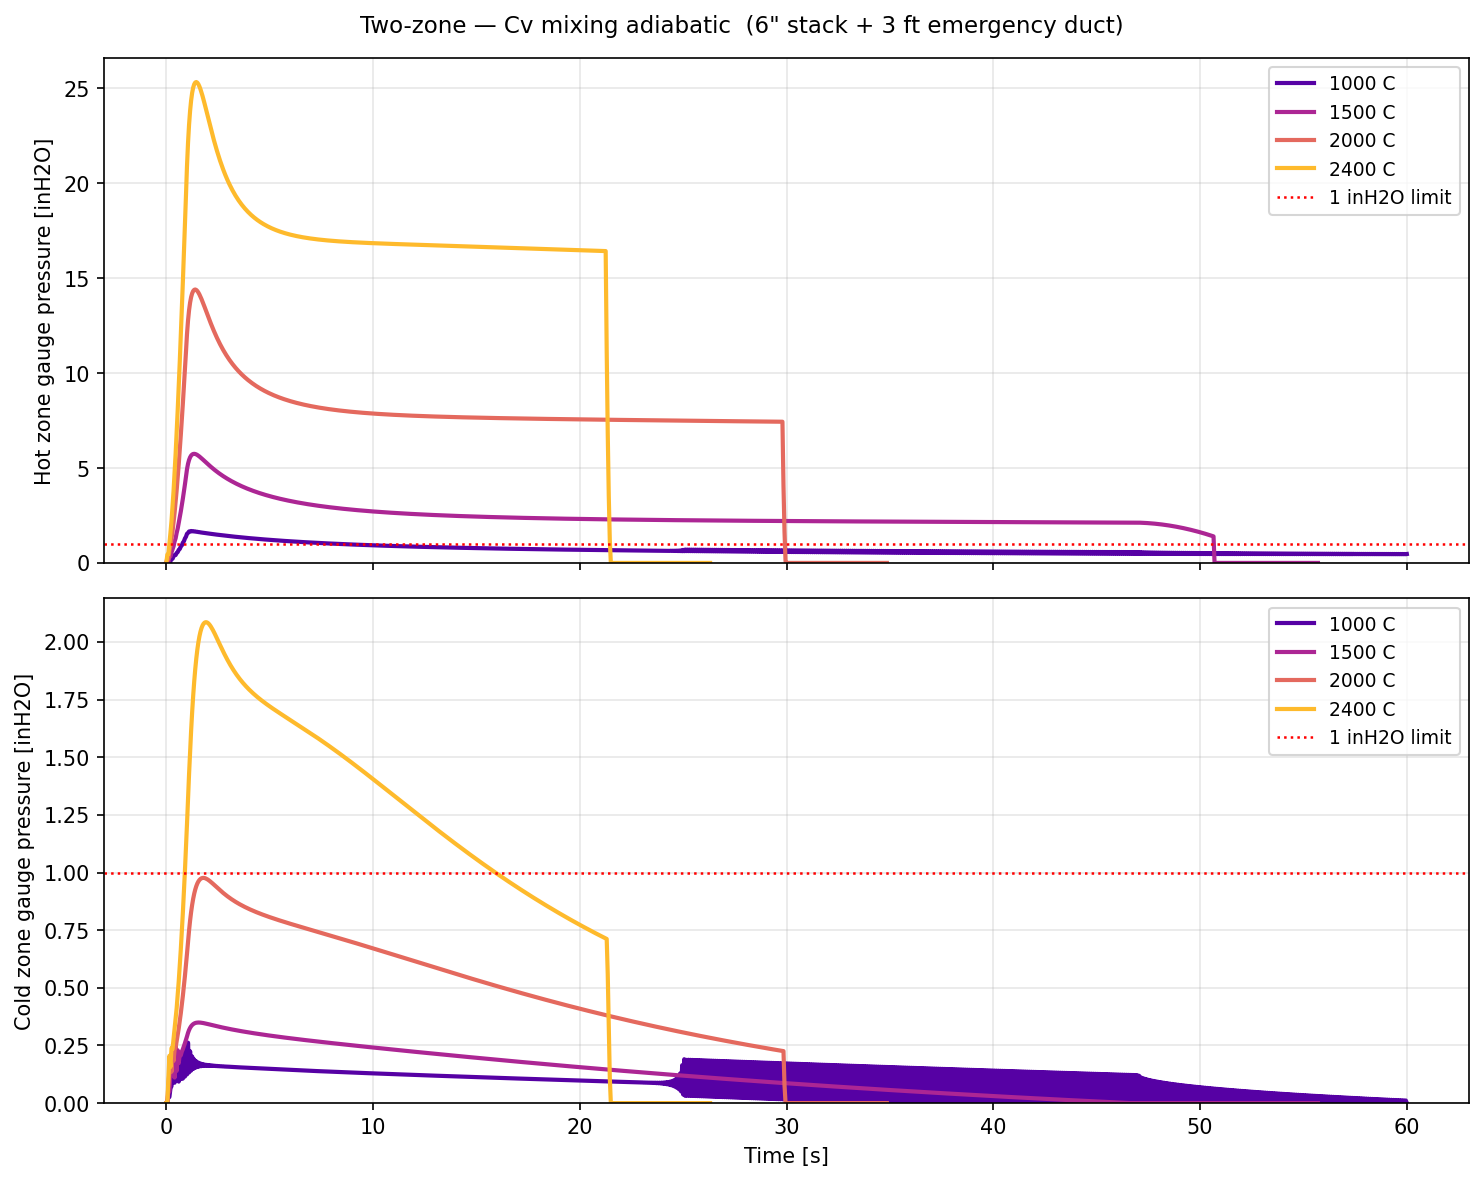 Two-zone — Cv mixing adiabatic  (6" stack + 3 ft emergency duct)
Hot zone gauge pressure [inH2O]
25
20
15
10
5
0
1000 C
1500 C
2000 C
2400 C
1 inH2O limit
Cold zone gauge pressure [inH2O]
2.00
1.75
1.50
1.25
1.00
0.75
0.50
0.25
0.00
1000 C
1500 C
2000 C
2400 C
1 inH2O limit
0 10 20 30 40 50 60
Time [s]